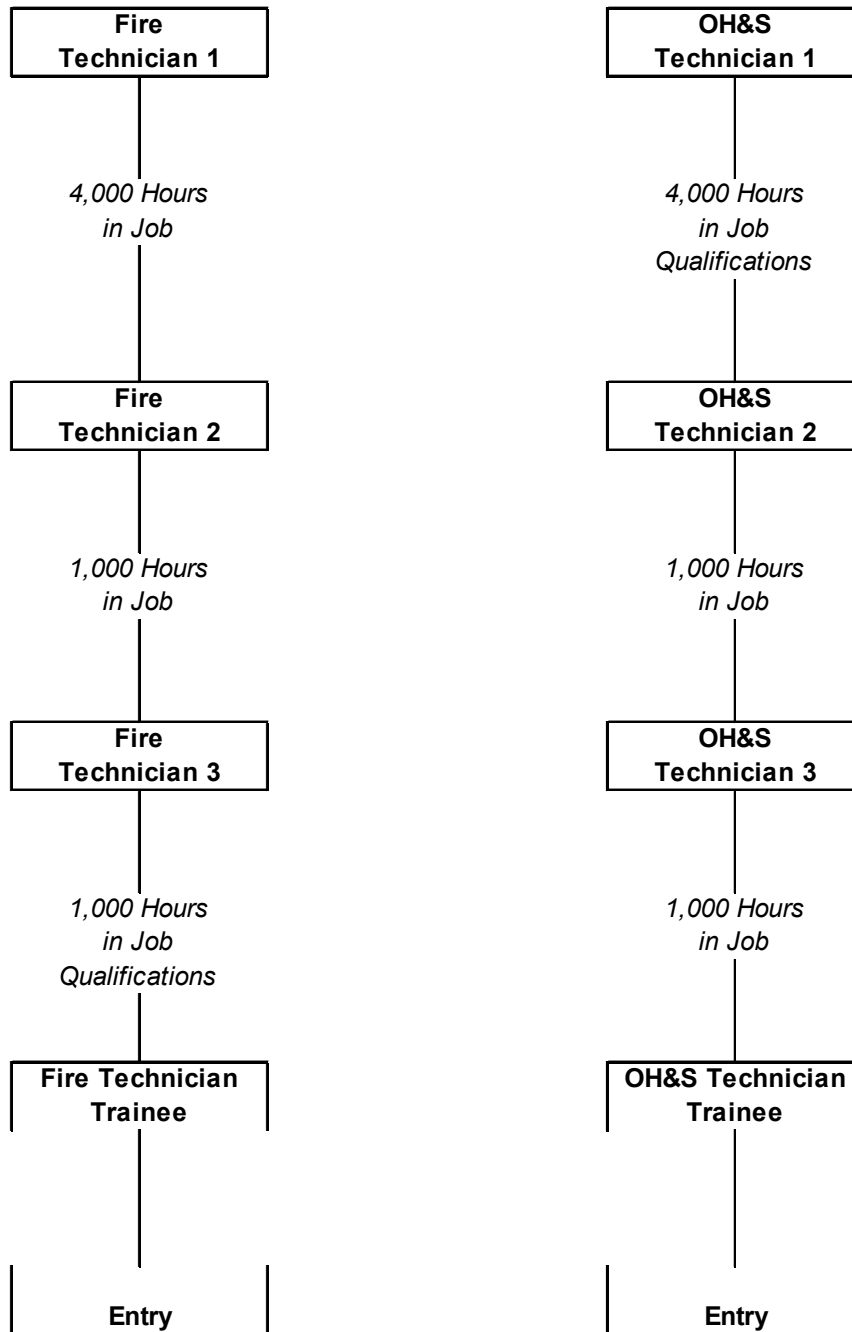 Fire
Technician 1
4,000 Hours
in Job
Fire
Technician 2
1,000 Hours
in Job
Fire
Technician 3
1,000 Hours
in Job
Qualifications
Fire Technician
Trainee
Entry
OH&S
Technician 1
4,000 Hours
in Job
Qualifications
OH&S
Technician 2
1,000 Hours
in Job
OH&S
Technician 3
1,000 Hours
in Job
OH&S Technician
Trainee
Entry